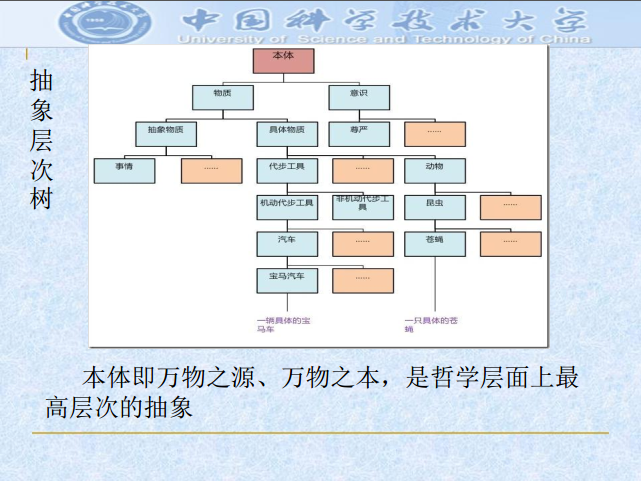 中国科学技术大学
University of Science and Technology of China
抽象层次树
本体
物质
意识
抽象物质
具体物质
尊严
......
事情
......
代步工具
......
动物
机动代步工具
非机动代步工
具
昆虫
......
汽车
......
苍蝇
......
宝马汽车
......
一辆具体的宝
马车
一只具体的苍
蝇
本体即万物之源、万物之本，是哲学层面上最
高层次的抽象